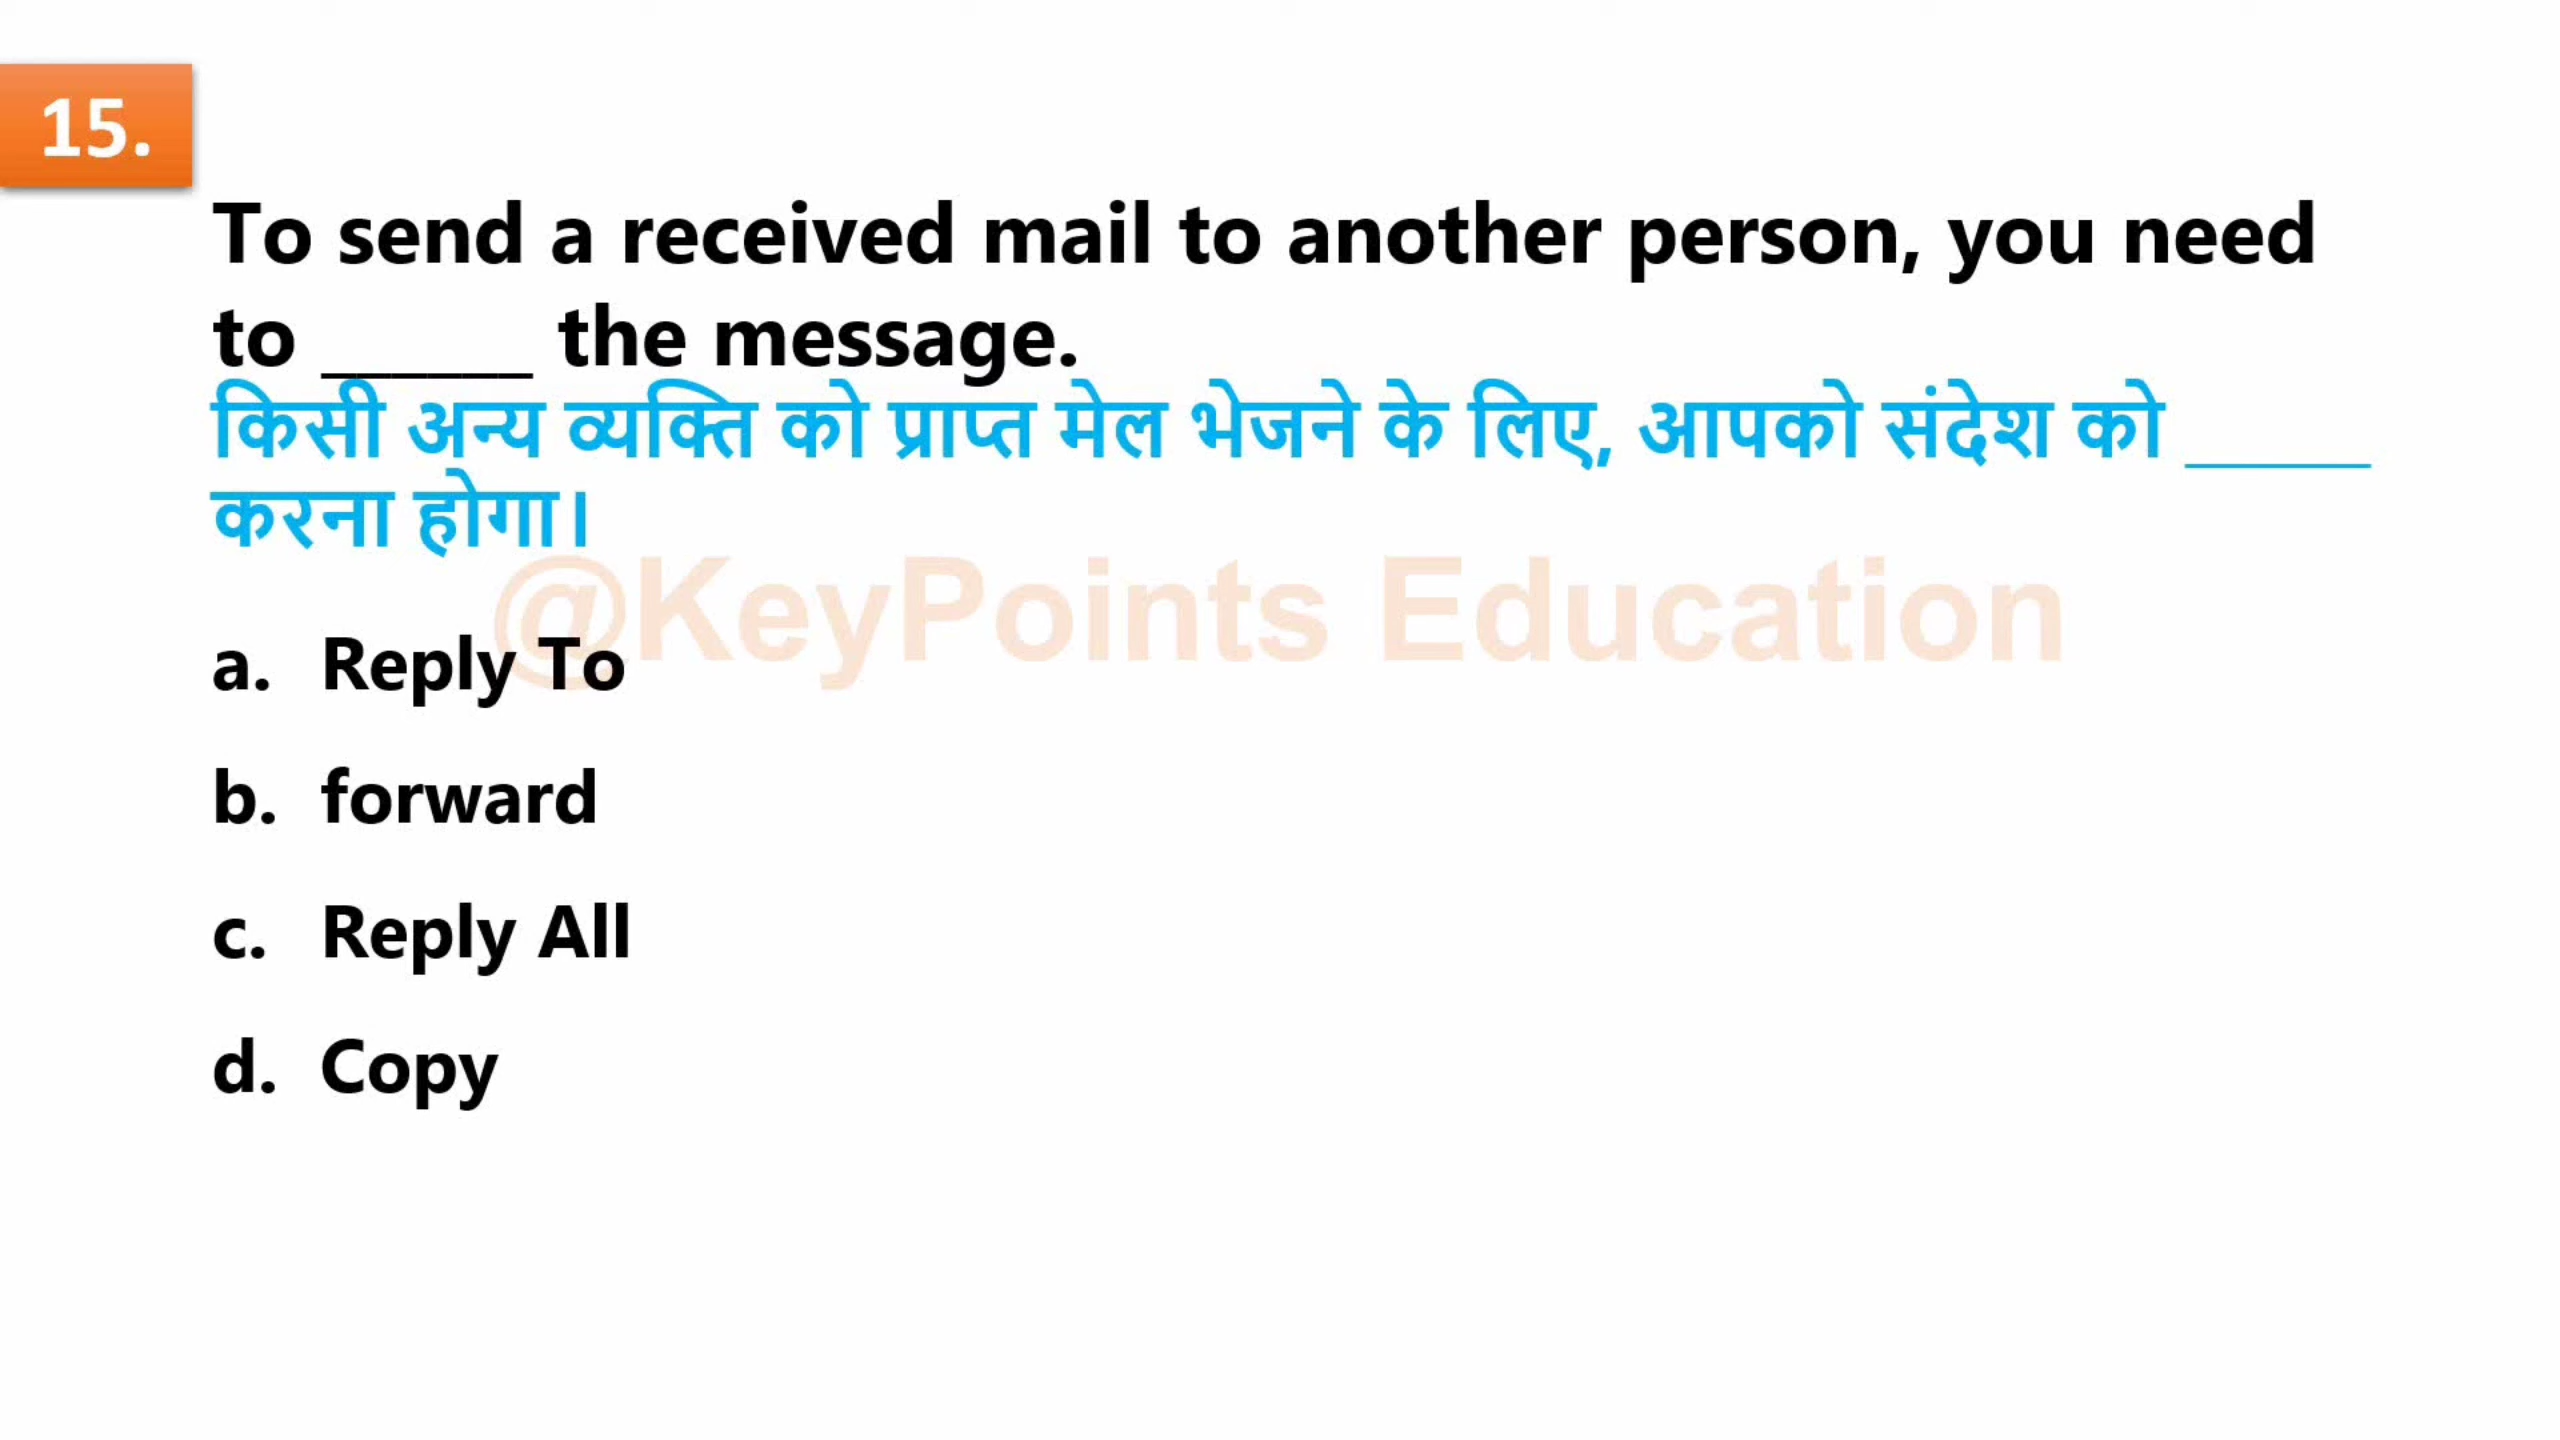 15.
To send a received mail to another person, you need
to ______ the message.
किसी अन्य व्यक्ति को प्राप्त मेल भेजने के लिए, आपको संदेश को ______
करना होगा।
@KeyPoints Education
a. Reply To
b. forward
c. Reply All
d. Copy